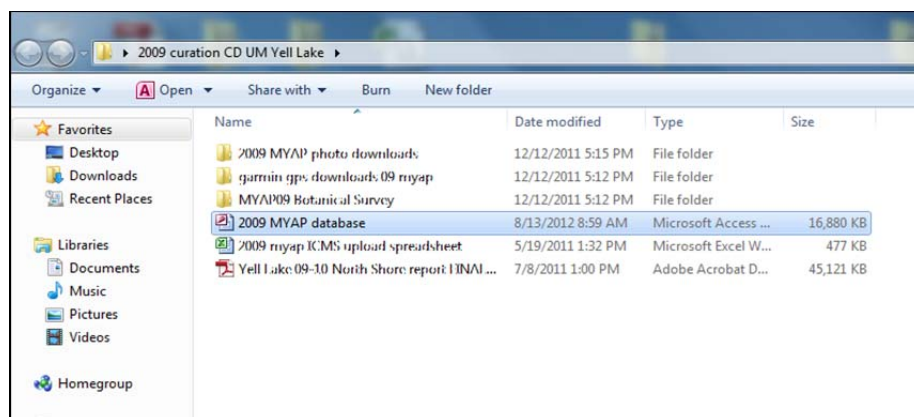 2009 curation CD UM Yell Lake
Organize Open Share with Burn New folder
Favorites
Desktop
Downloads
Recent Places
Libraries
Documents
Music
Pictures
Videos
Homegroup
Name Date modified Type Size
2009 MYAP photo downloads 12/12/2011 5:15 PM File folder
garmin gps downloads 09 myap 12/12/2011 5:12 PM File folder
MYAP09 Botanical Survey 12/12/2011 5:12 PM File folder
2009 MYAP database 8/13/2012 8:59 AM Microsoft Access ... 16,880 KB
2009 myap ICMS upload spreadsheet 5/19/2011 1:32 PM Microsoft Excel W... 477 KB
Yell Lake 09-10 North Shore report FINAL... 7/8/2011 1:00 PM Adobe Acrobat D... 45,121 KB